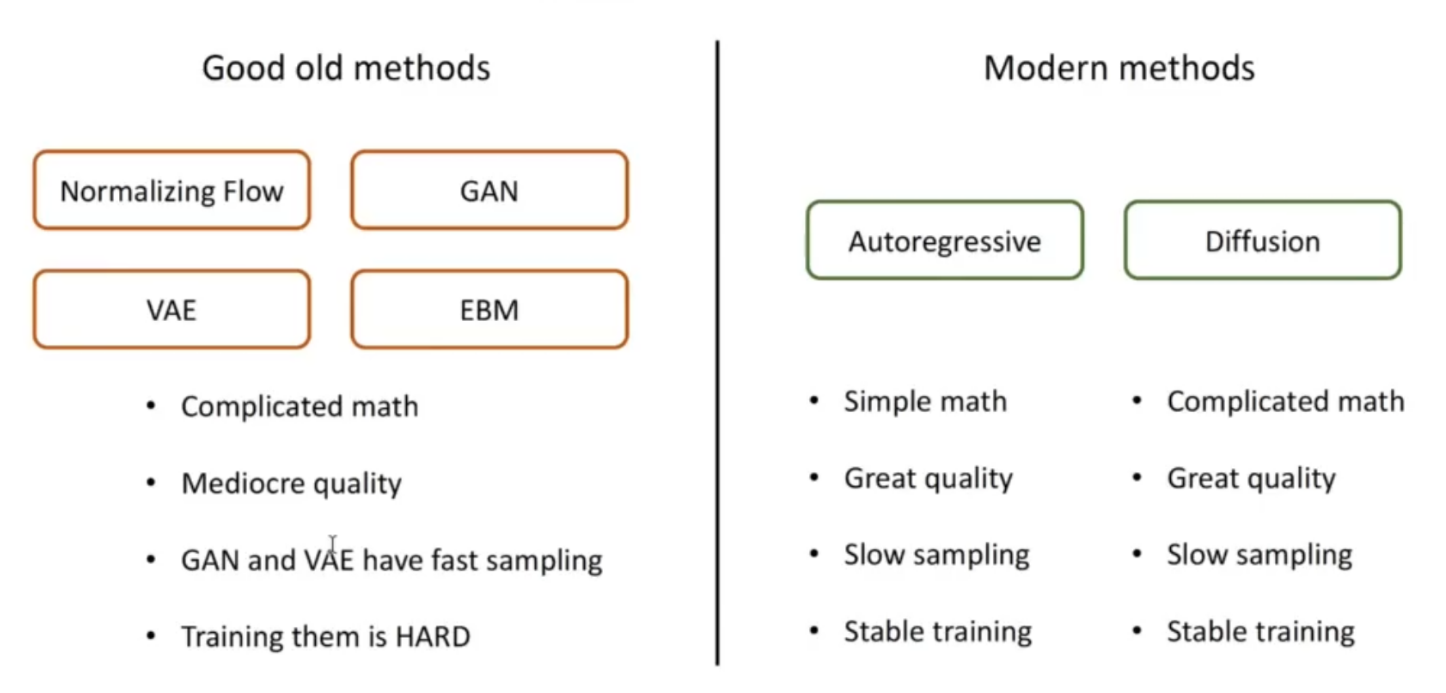 Good old methods
Normalizing Flow
GAN
VAE
EBM
• Complicated math
• Mediocre quality
• GAN and VAE have fast sampling
• Training them is HARD
Modern methods
Autoregressive
Diffusion
• Simple math
• Great quality
• Slow sampling
• Stable training
• Complicated math
• Great quality
• Slow sampling
• Stable training